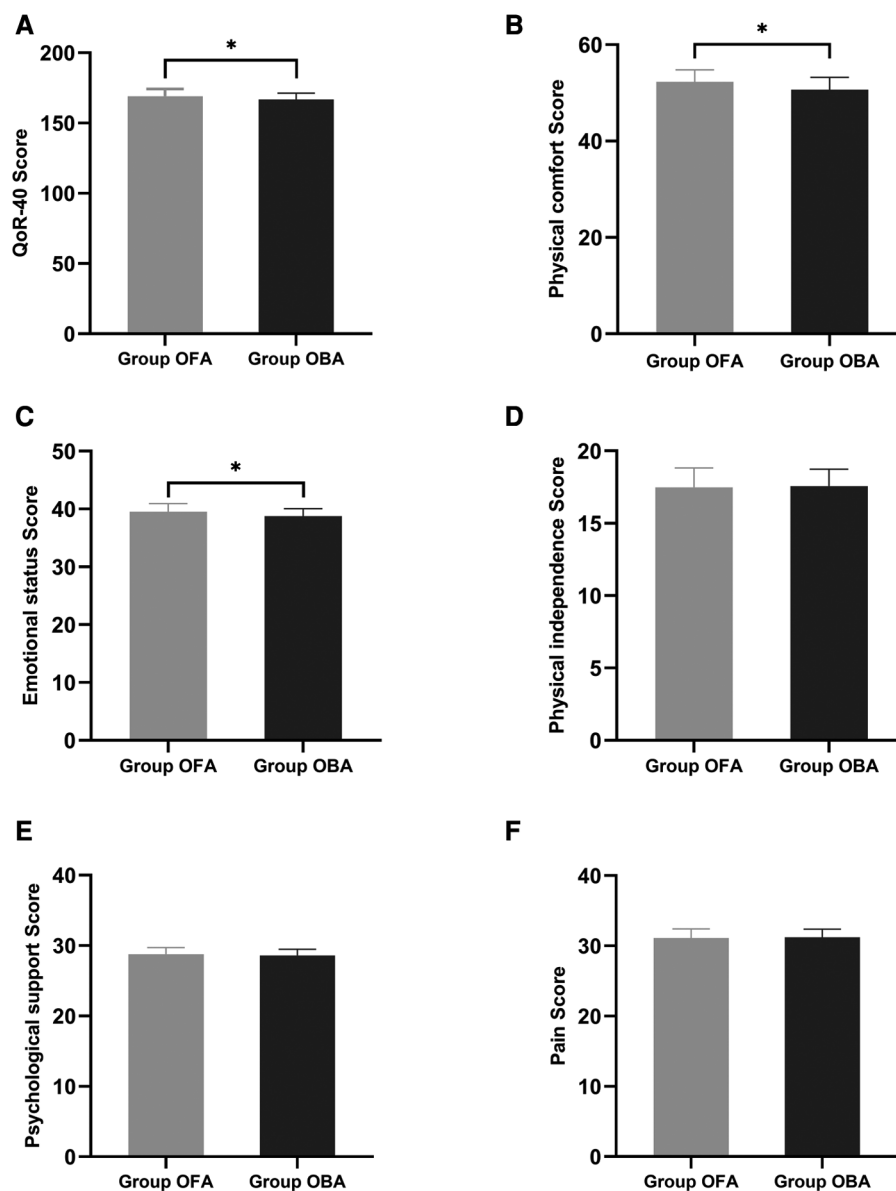 A
QoR-40 Score
200
150
100
50
0
*
Group OFA
Group OBA
B
Physical comfort Score
60
40
20
0
*
Group OFA
Group OBA
C
Emotional status Score
50
40
30
20
10
0
*
Group OFA
Group OBA
D
Physical independence Score
20
15
10
5
0
Group OFA
Group OBA
E
Psychological support Score
40
30
20
10
0
Group OFA
Group OBA
F
Pain Score
40
30
20
10
0
Group OFA
Group OBA